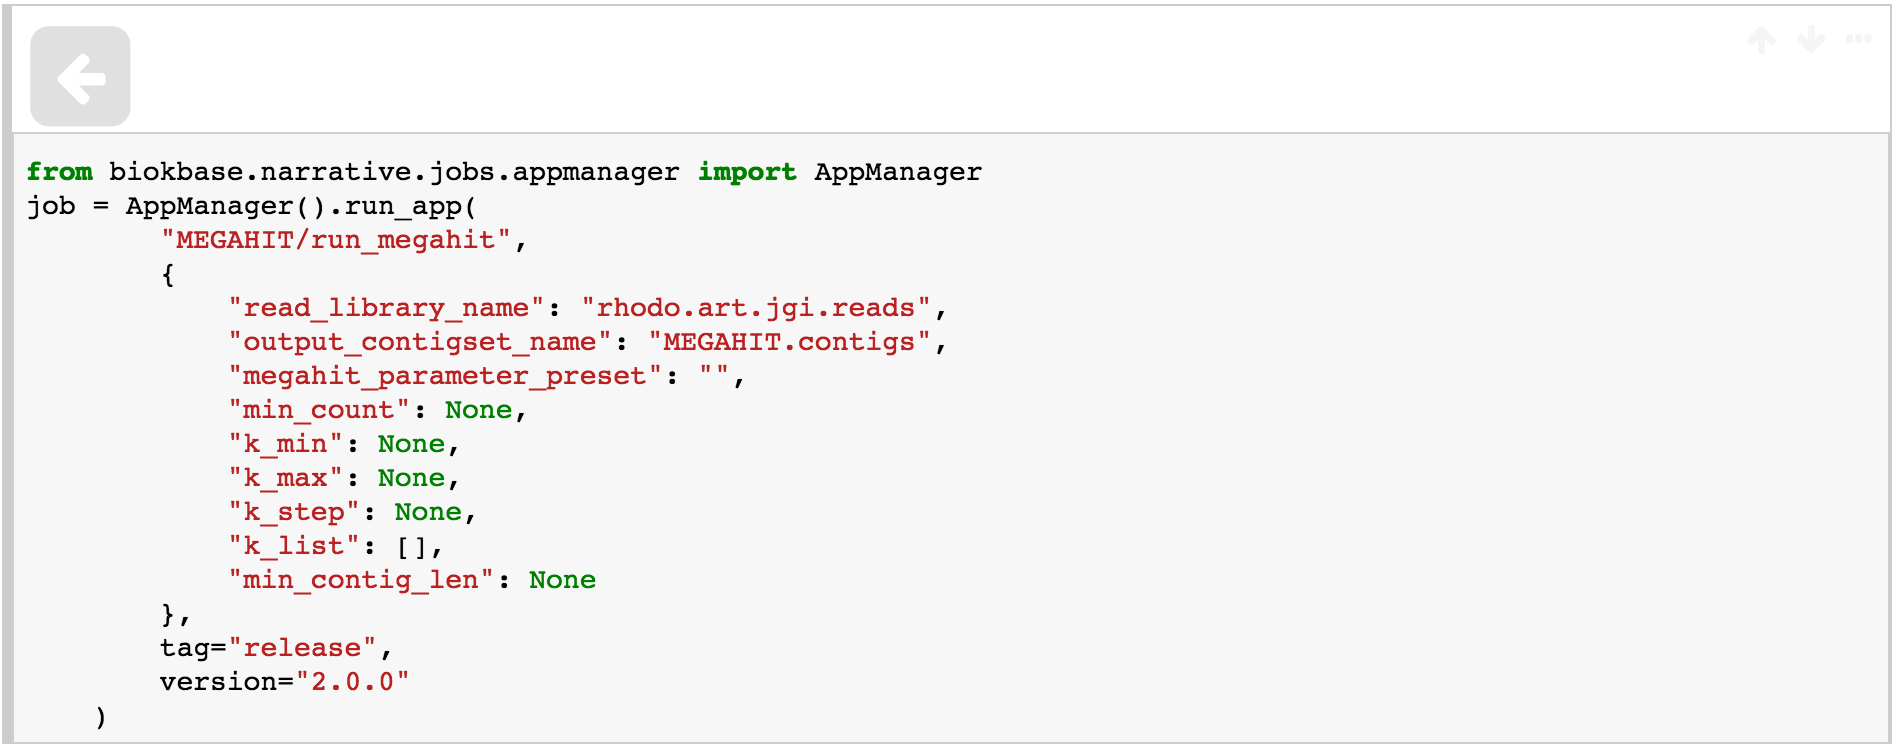 from biokbase.narrative.jobs.appmanager import AppManager
job = AppManager().run_app(
        "MEGAHIT/run_megahit",
        {
            "read_library_name": "rhodo.art.jgi.reads",
            "output_contigset_name": "MEGAHIT.contigs",
            "megahit_parameter_preset": "",
            "min_count": None,
            "k_min": None,
            "k_max": None,
            "k_step": None,
            "k_list": [],
            "min_contig_len": None
        },
        tag="release",
        version="2.0.0"
    )